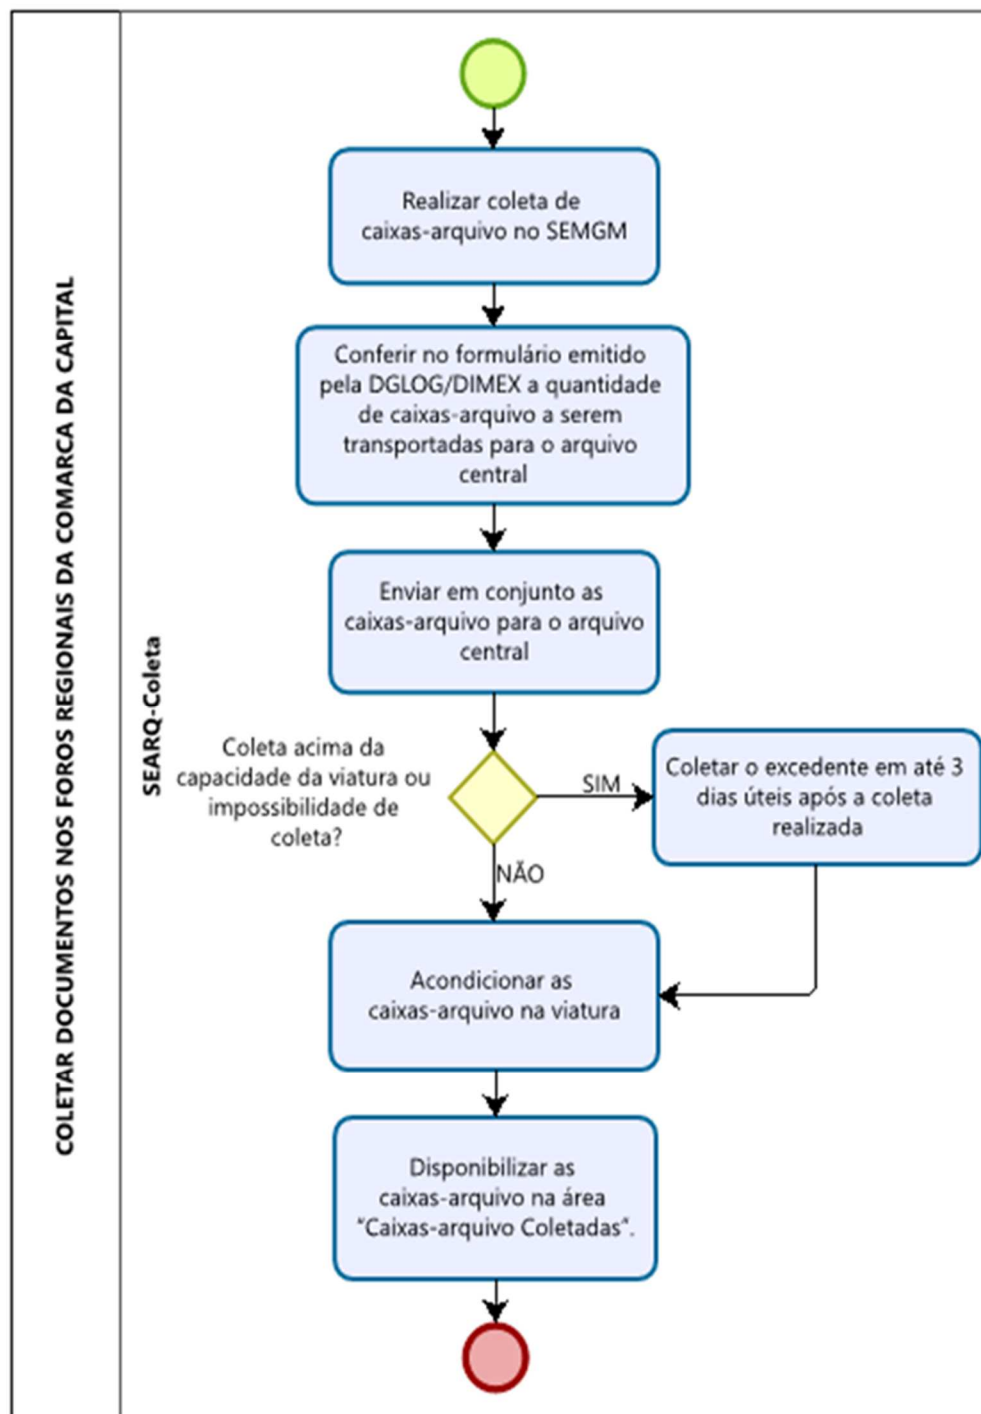 COLETAR DOCUMENTOS NOS FOROS REGIONAIS DA COMARCA DA CAPITAL
SEARQ-Coleta
Realizar coleta de
caixas-arquivo no SEMGM
Conferir no formulário emitido
pela DGLOG/DIMEX a quantidade
de caixas-arquivo a serem
transportadas para o arquivo
central
Enviar em conjunto as
caixas-arquivo para o arquivo
central
Coleta acima da
capacidade da viatura ou
impossibilidade de
coleta?
SIM
Coletar o excedente em até 3
dias úteis após a coleta
realizada
NÃO
Acondicionar as
caixas-arquivo na viatura
Disponibilizar as
caixas-arquivo na área
“Caixas-arquivo Coletadas”.